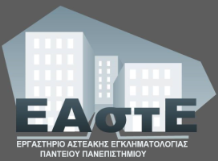 ΕΑστΕ
ΕΡΓΑΣΤΗΡΙΟ ΑΣΤΕΑΚΗΣ ΕΓΚΛΗΜΑΤΟΛΟΓΙΑΣ
ΠΑΝΤΕΙΟΥ ΠΑΝΕΠΙΣΤΗΜΙΟΥ